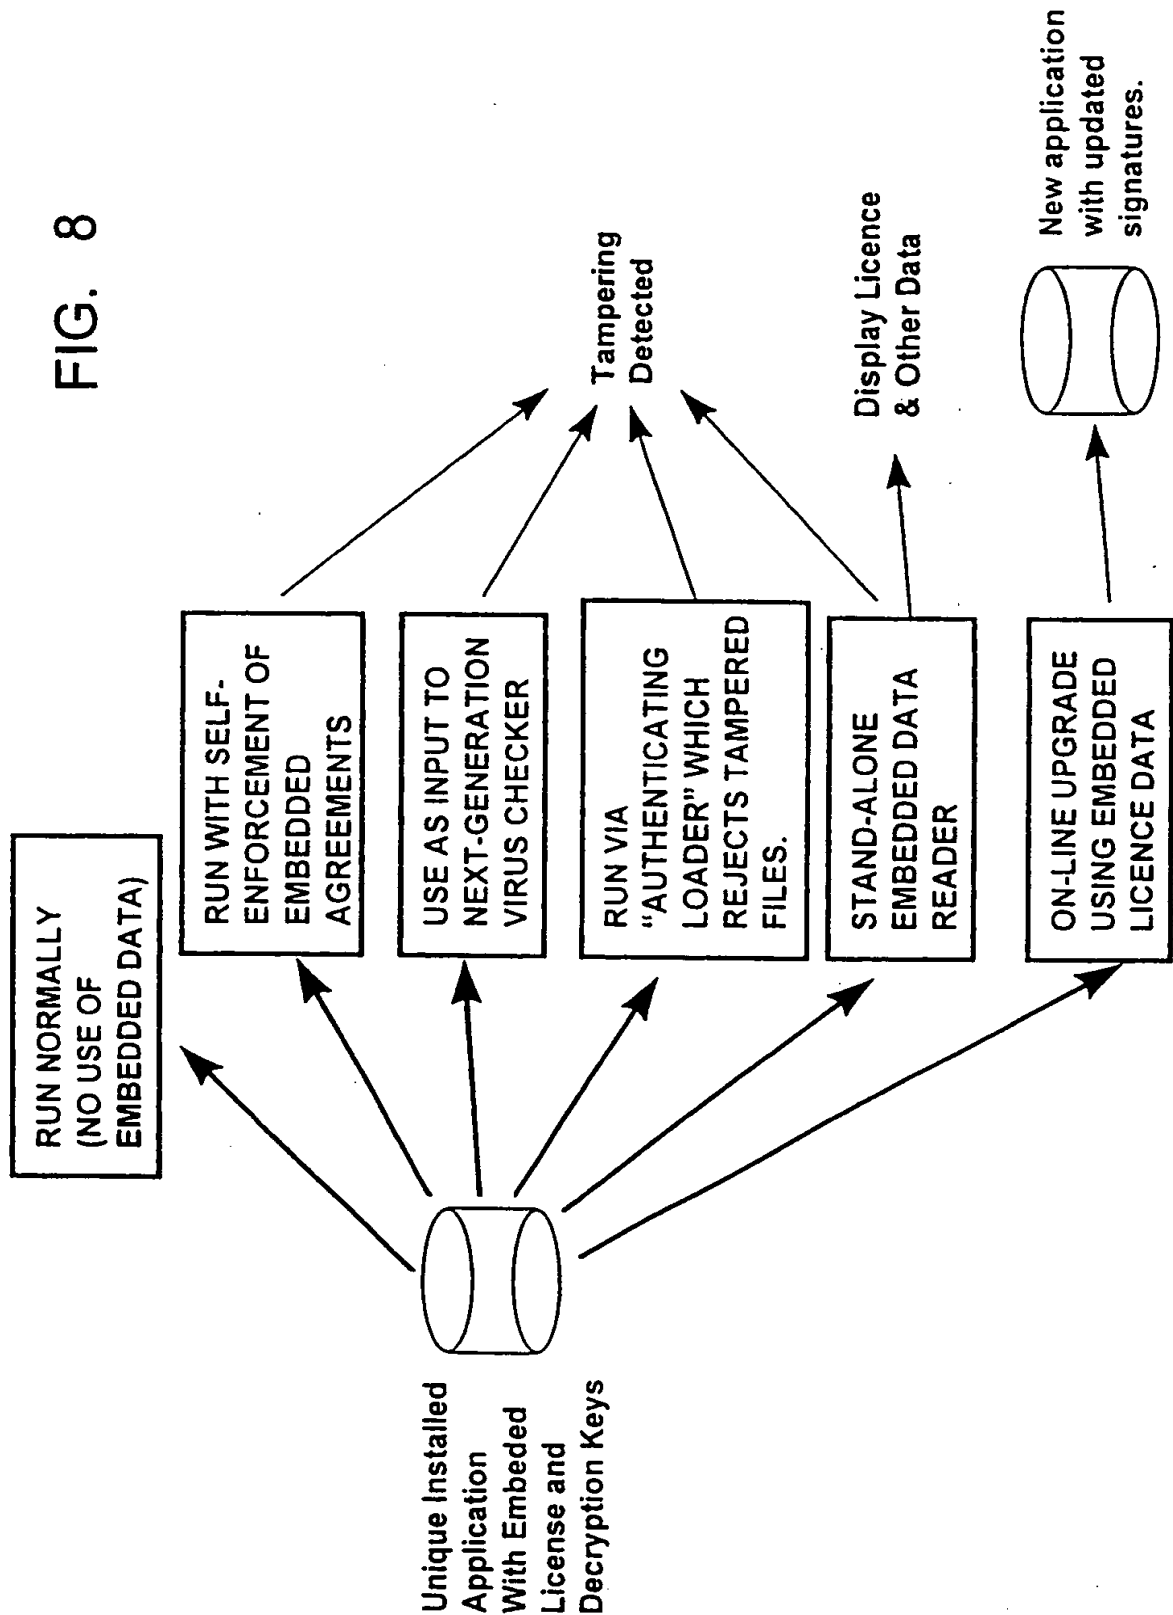 FIG. 8
Unique Installed
Application
With Embeded
License and
Decryption Keys
RUN NORMALLY
(NO USE OF
EMBEDDED DATA)
RUN WITH SELF-
ENFORCEMENT OF
EMBEDDED
AGREEMENTS
USE AS INPUT TO
NEXT-GENERATION
VIRUS CHECKER
RUN VIA
"AUTHENTICATING
LOADER" WHICH
REJECTS TAMPERED
FILES.
STAND-ALONE
EMBEDDED DATA
READER
ON-LINE UPGRADE
USING EMBEDDED
LICENCE DATA
Tampering
Detected
Display Licence
& Other Data
New application
with updated
signatures.